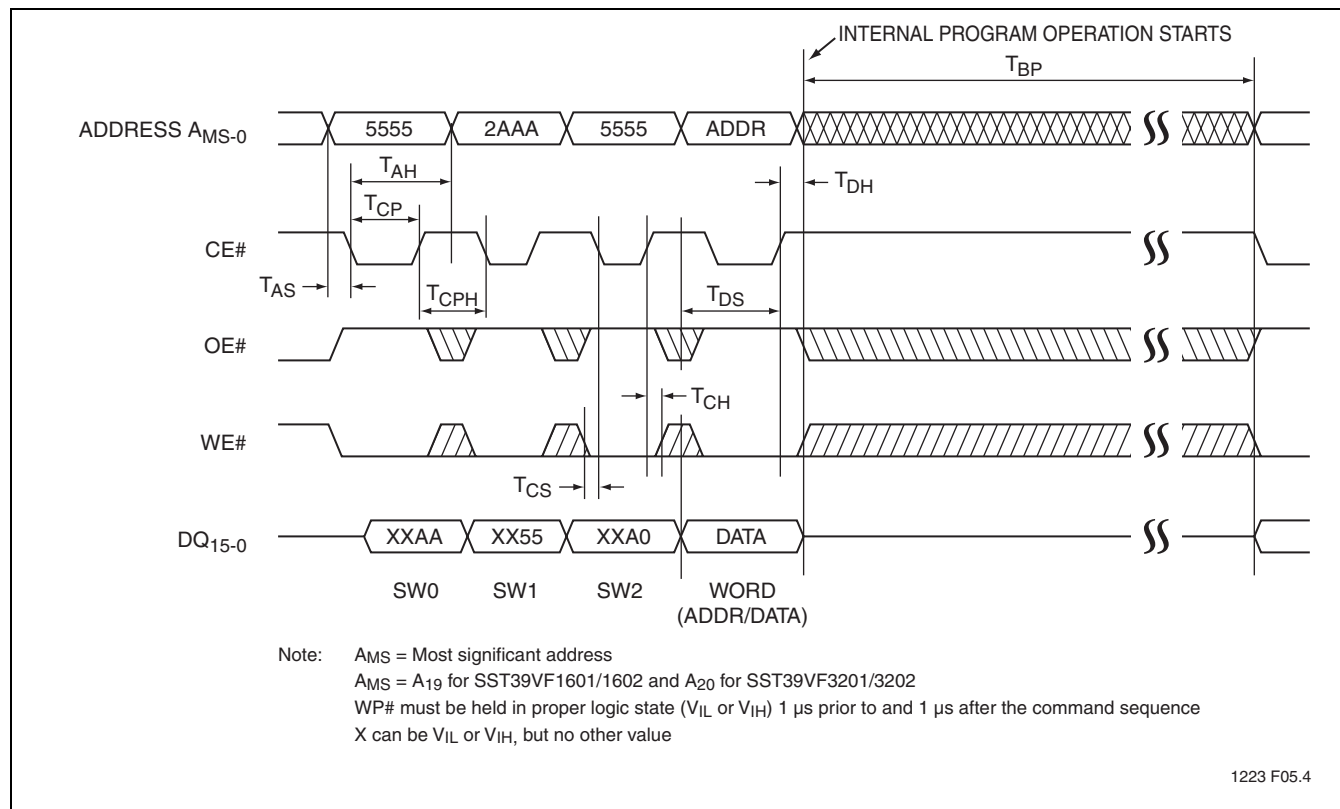 INTERNAL PROGRAM OPERATION STARTS
TBP
ADDRESS AMS-0
5555 2AAA 5555 ADDR
TAH
TDH
TCP
CE#
TAS
TCPH
TDS
OE#
TCH
WE#
TCS
DQ15-0
XXAA XX55 XXA0 DATA
SW0 SW1 SW2 WORD
(ADDR/DATA)
Note: AMS = Most significant address
AMS = A19 for SST39VF1601/1602 and A20 for SST39VF3201/3202
WP# must be held in proper logic state (VIL or VIH) 1 µs prior to and 1 µs after the command sequence
X can be VIL or VIH, but no other value
1223 F05.4